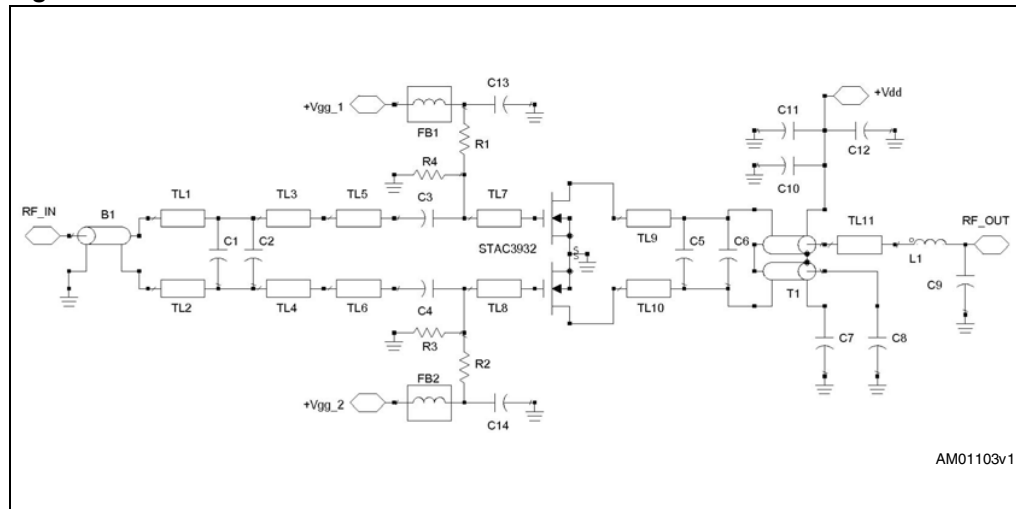 C13
+Vgg_1
+Vdd
FB1
C11
R1
C12
R4
C10
TL1
TL3
TL5
C3
TL7
RF_IN
B1
TL11
RF_OUT
C1
C2
STAC3932
TL9
C5
C6
S
S
L1
TL2
TL4
TL6
C4
TL8
TL10
T1
C9
R3
C7
C8
R2
FB2
+Vgg_2
C14
AM01103v1